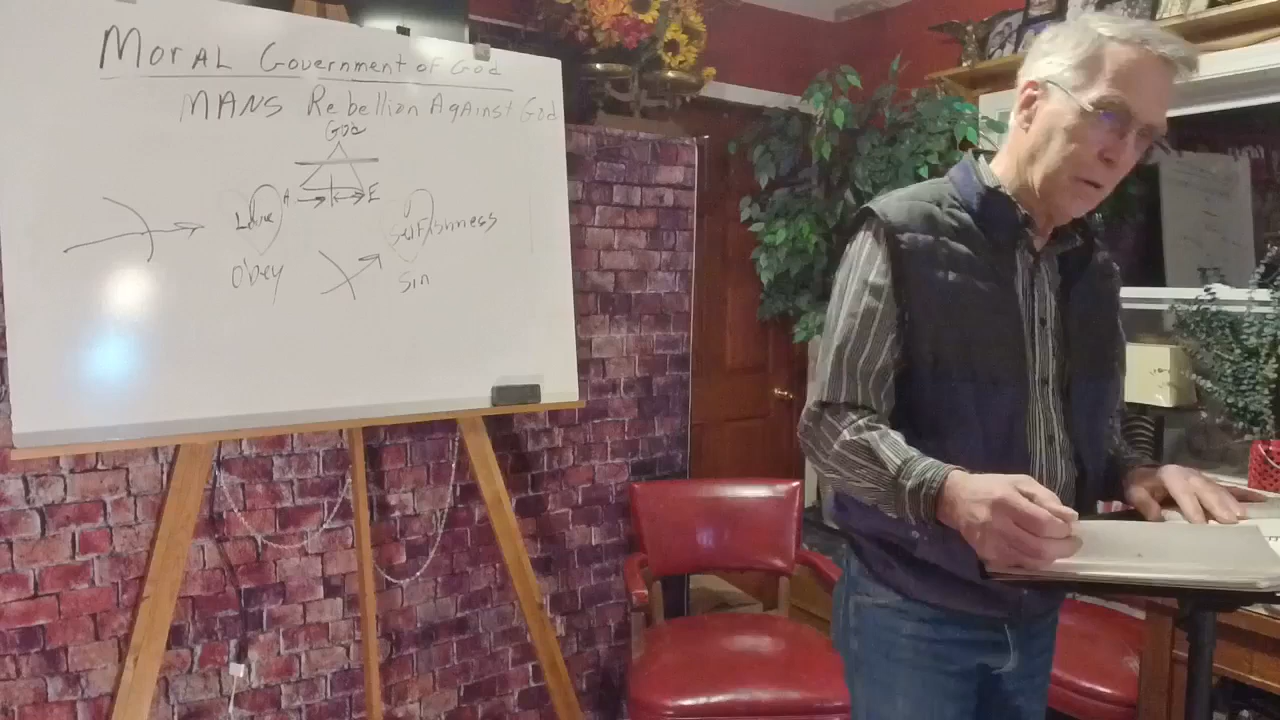 Moral Government of God
MANS Rebellion Against God
God
A E
Love Selfishness
Obey Sin